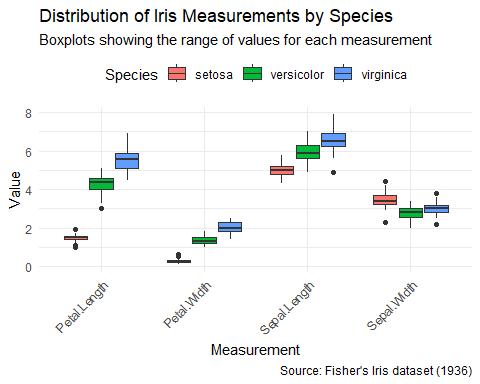 Distribution of Iris Measurements by Species
Boxplots showing the range of values for each measurement
Species setosa versicolor virginica
8
6
4
2
0
Value
Petal.Length Petal.Width Sepal.Length Sepal.Width
Measurement
Source: Fisher's Iris dataset (1936)